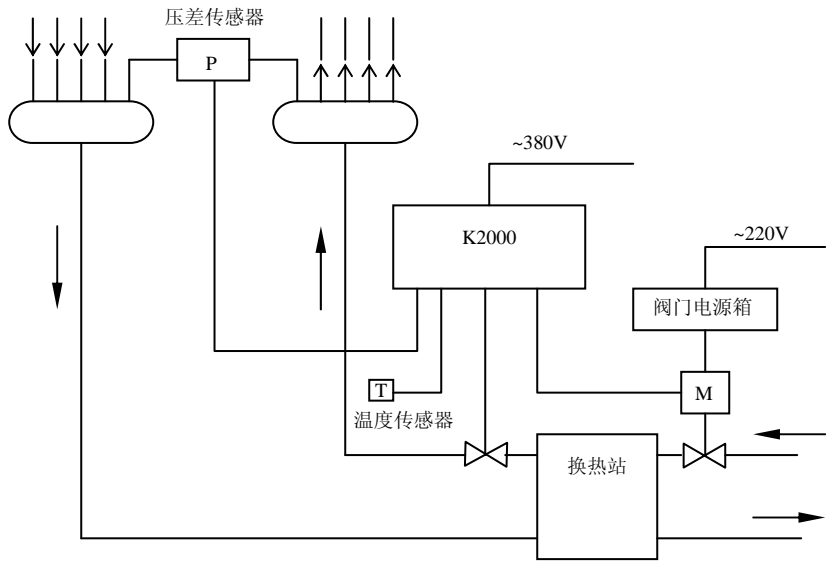 压差传感器
P
~380V
K2000
~220V
阀门电源箱
T
M
温度传感器
换热站